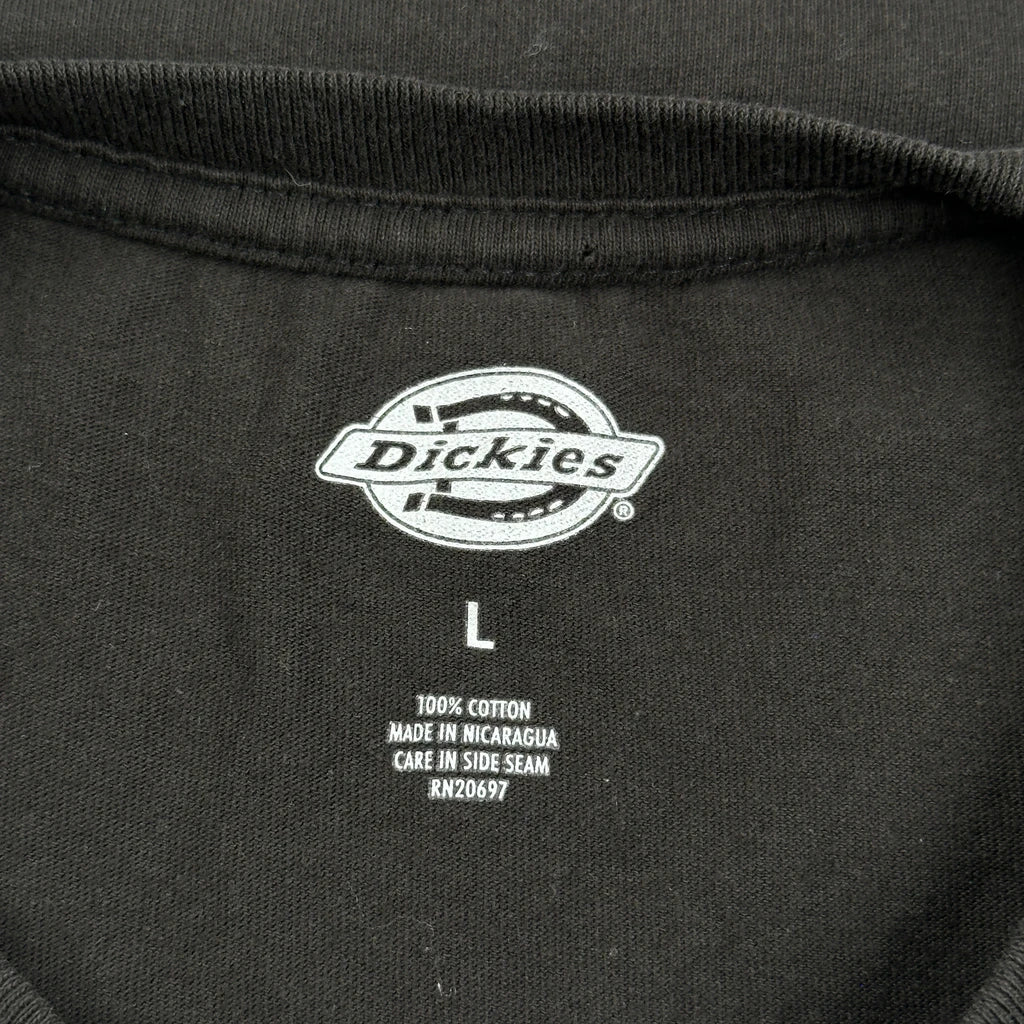 Dickies
®
L
100% COTTON
MADE IN NICARAGUA
CARE IN SIDE SEAM
RN20697